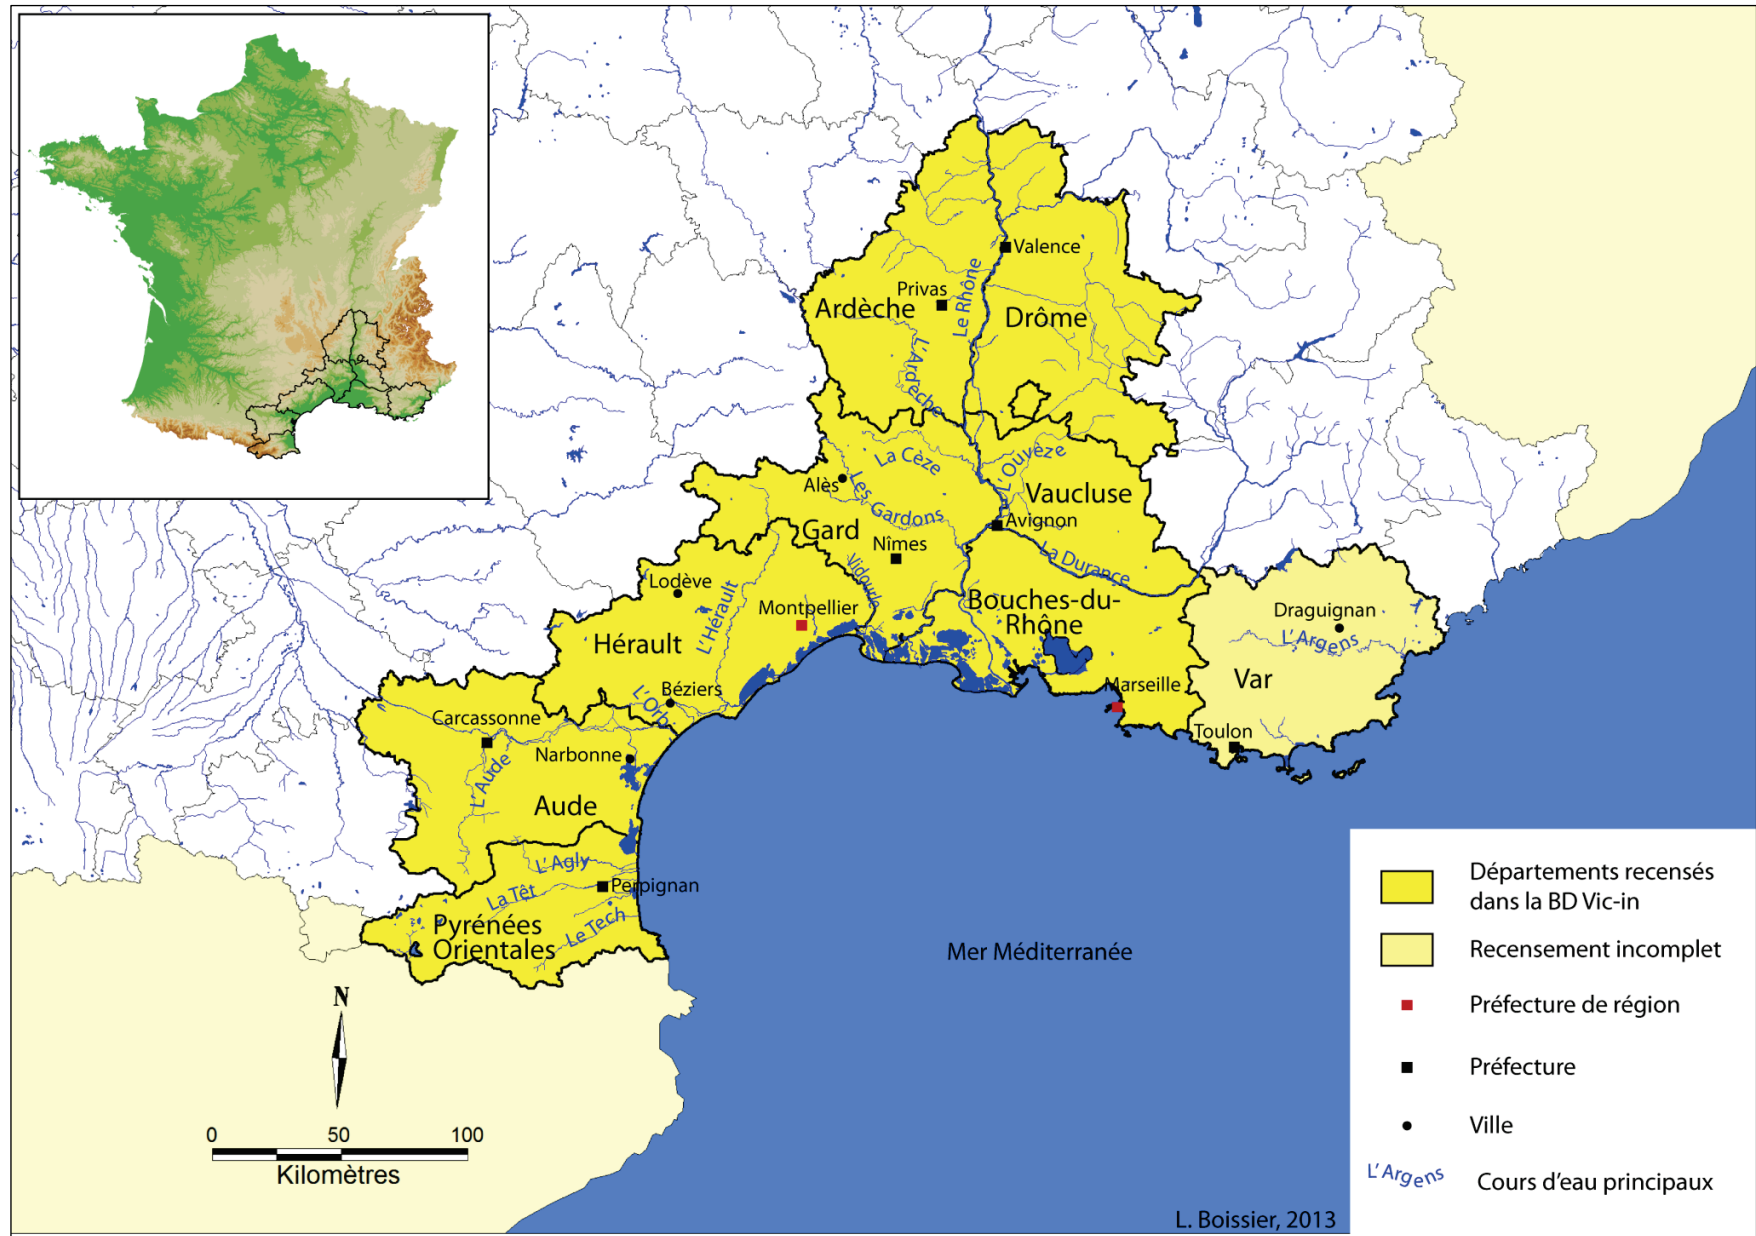 Valence
Privas
Ardèche
Le Rhône
Drôme
L'Ardèche
La Cèze
L'Ouvèze
Alès
Les Gardons
Vaucluse
Gard
Avignon
Nîmes
La Durance
Vidourle
Lodève
Bouches-du-
Rhône
Montpellier
L'Hérault
Hérault
Draguignan
L'Argens
Var
Marseille
Toulon
Béziers
L'Orb
Carcassonne
Narbonne
L'Aude
Aude
L'Agly
Perpignan
La Têt
Le Tech
Pyrénées
Orientales
Mer Méditerranée
N
0 50 100
Kilomètres
Départements recensés
dans la BD Vic-in
Recensement incomplet
Préfecture de région
Préfecture
Ville
L'Argens Cours d'eau principaux
L. Boissier, 2013